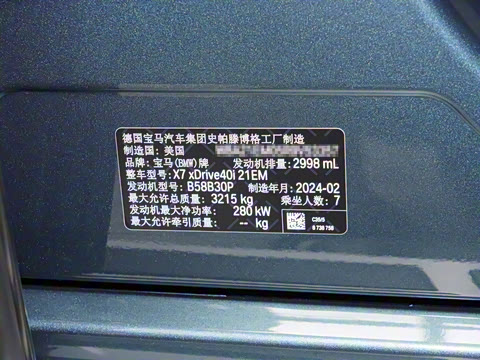 德国宝马汽车集团史帕滕博格工厂制造
制造国：美国
品牌：宝马(BMW)牌 发动机排量：2998 mL
整车型号：X7 xDrive40i 21EM
发动机型号：B58B30P 制造年月：2024-02
最大允许总质量：3215 kg 乘坐人数：7
发动机最大净功率：280 kW
最大允许牵引质量：-- kg
C26/5
6 736 756